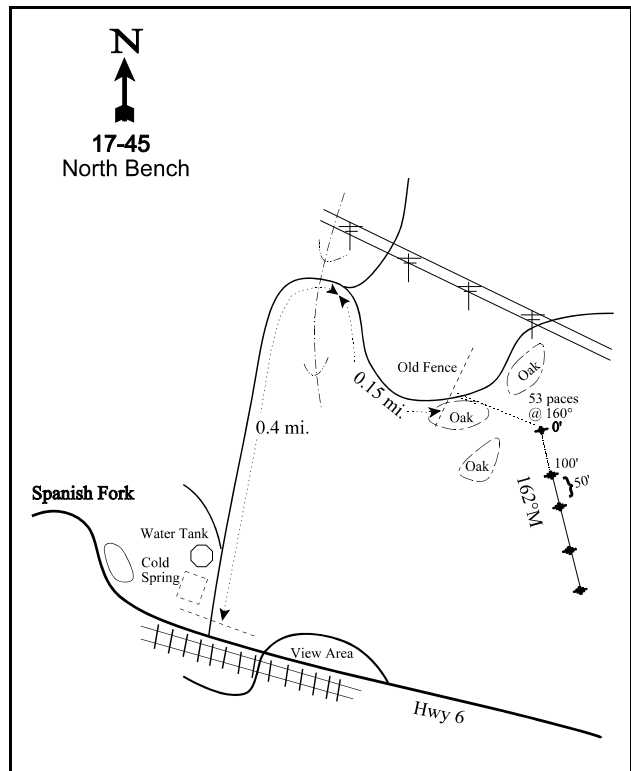 N
17-45
North Bench
Old Fence
Oak
0.15 mi.
53 paces
@ 160°
0'
Oak
0.4 mi.
Oak
100'
50'
162°M
Spanish Fork
Water Tank
Cold
Spring
View Area
Hwy 6